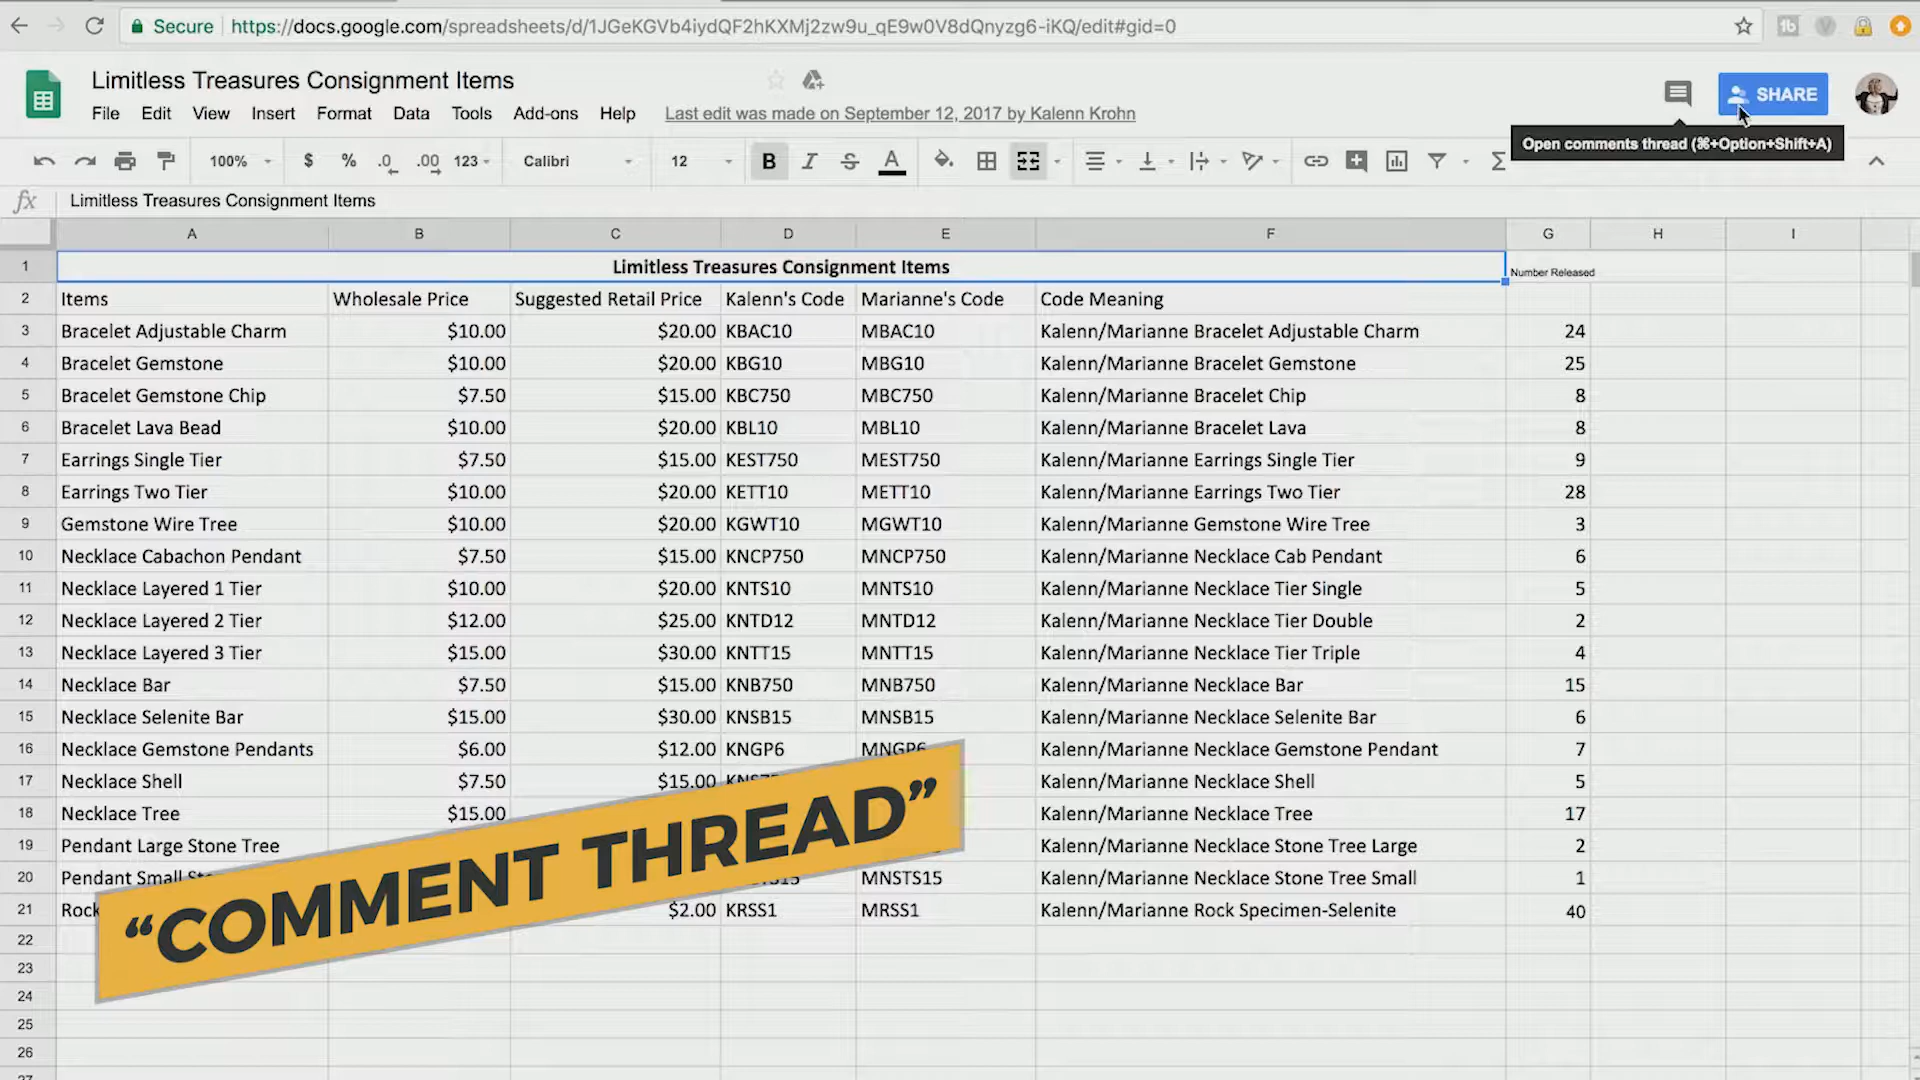 Secure https://docs.google.com/spreadsheets/d/1JGeKGVb4iydQF2hKXMj2zw9u_qE9w0V8dQnyzg6-iKQ/edit#gid=0
Limitless Treasures Consignment Items
File Edit View Insert Format Data Tools Add-ons Help Last edit was made on September 12, 2017 by Kalenn Krohn
SHARE
Open comments thread (⌘+Option+Shift+A)
100% $ % .0 .00 123 Calibri 12 B I S A Σ
fx Limitless Treasures Consignment Items
A B C D E F G H I
1 Limitless Treasures Consignment Items Number Released
2 Items Wholesale Price Suggested Retail Price Kalenn's Code Marianne's Code Code Meaning
3 Bracelet Adjustable Charm $10.00 $20.00 KBAC10 MBAC10 Kalenn/Marianne Bracelet Adjustable Charm 24
4 Bracelet Gemstone $10.00 $20.00 KBG10 MBG10 Kalenn/Marianne Bracelet Gemstone 25
5 Bracelet Gemstone Chip $7.50 $15.00 KBC750 MBC750 Kalenn/Marianne Bracelet Chip 8
6 Bracelet Lava Bead $10.00 $20.00 KBL10 MBL10 Kalenn/Marianne Bracelet Lava 8
7 Earrings Single Tier $7.50 $15.00 KEST750 MEST750 Kalenn/Marianne Earrings Single Tier 9
8 Earrings Two Tier $10.00 $20.00 KETT10 METT10 Kalenn/Marianne Earrings Two Tier 28
9 Gemstone Wire Tree $10.00 $20.00 KGWT10 MGWT10 Kalenn/Marianne Gemstone Wire Tree 3
10 Necklace Cabachon Pendant $7.50 $15.00 KNCP750 MNCP750 Kalenn/Marianne Necklace Cab Pendant 6
11 Necklace Layered 1 Tier $10.00 $20.00 KNTS10 MNTS10 Kalenn/Marianne Necklace Tier Single 5
12 Necklace Layered 2 Tier $12.00 $25.00 KNTD12 MNTD12 Kalenn/Marianne Necklace Tier Double 2
13 Necklace Layered 3 Tier $15.00 $30.00 KNTT15 MNTT15 Kalenn/Marianne Necklace Tier Triple 4
14 Necklace Bar $7.50 $15.00 KNB750 MNB750 Kalenn/Marianne Necklace Bar 15
15 Necklace Selenite Bar $15.00 $30.00 KNSB15 MNSB15 Kalenn/Marianne Necklace Selenite Bar 6
16 Necklace Gemstone Pendants $6.00 $12.00 KNGP6 MNGP6 Kalenn/Marianne Necklace Gemstone Pendant 7
17 Necklace Shell $7.50 $15.00 Kalenn/Marianne Necklace Shell 5
18 Necklace Tree $15.00 Kalenn/Marianne Necklace Tree 17
19 Pendant Large Stone Tree Kalenn/Marianne Necklace Stone Tree Large 2
20 Pendant Small MNSTS15 Kalenn/Marianne Necklace Stone Tree Small 1
21 Rock $2.00 KRSS1 MRSS1 Kalenn/Marianne Rock Specimen-Selenite 40
22
23
24
25
26
27
“COMMENT THREAD”